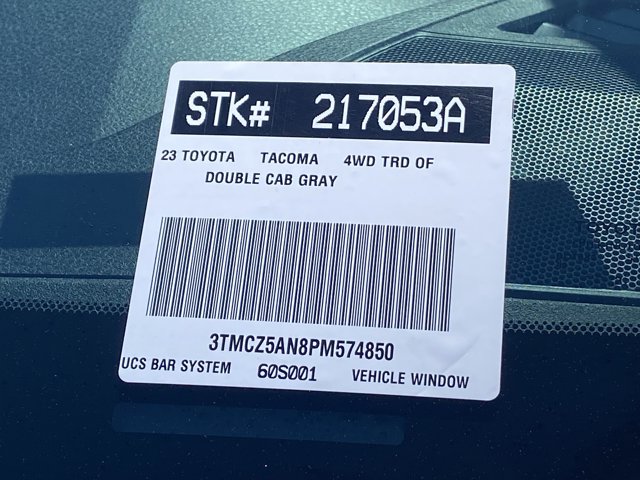 STK# 217053A
23 TOYOTA TACOMA 4WD TRD OF
DOUBLE CAB GRAY
3TMCZ5AN8PM574850
UCS BAR SYSTEM 60S001 VEHICLE WINDOW